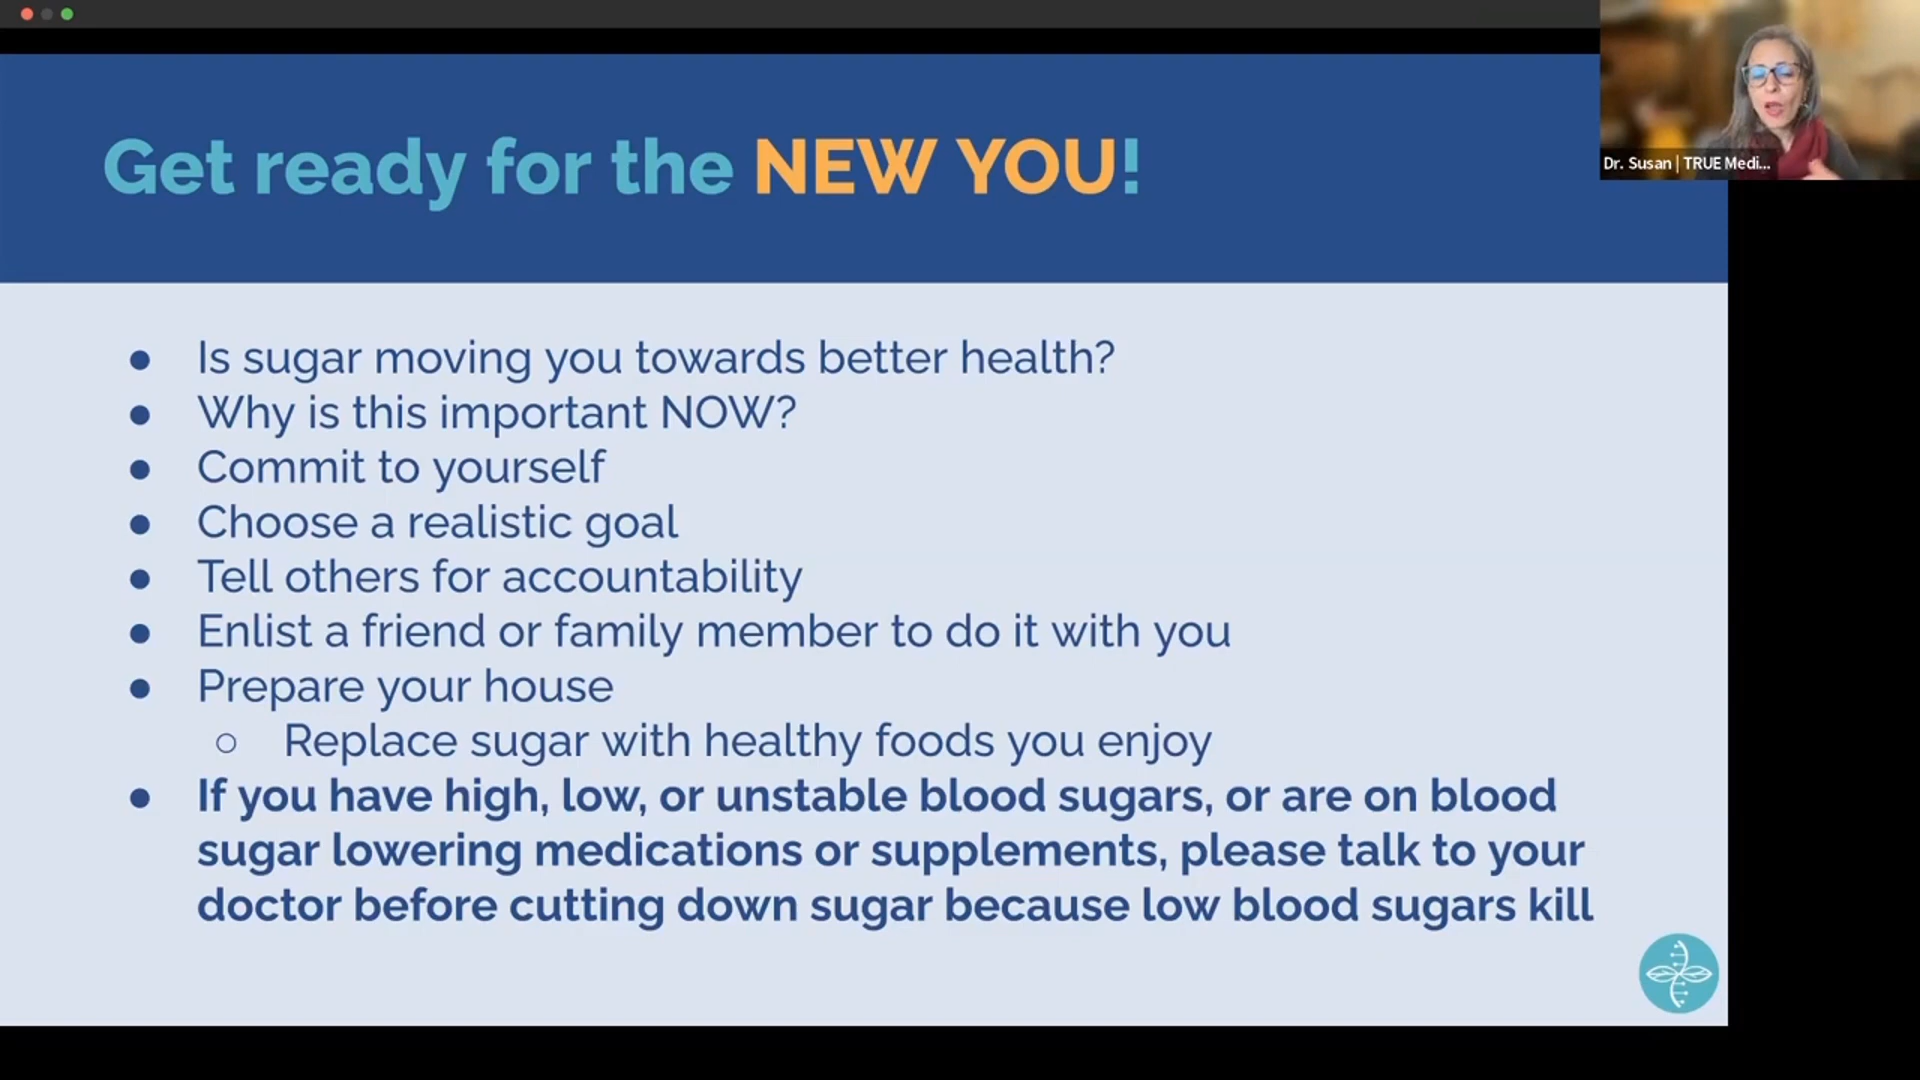 Get ready for the NEW YOU!
Dr. Susan | TRUE Medi...
● Is sugar moving you towards better health?
● Why is this important NOW?
● Commit to yourself
● Choose a realistic goal
● Tell others for accountability
● Enlist a friend or family member to do it with you
● Prepare your house
○ Replace sugar with healthy foods you enjoy
● If you have high, low, or unstable blood sugars, or are on blood
sugar lowering medications or supplements, please talk to your
doctor before cutting down sugar because low blood sugars kill